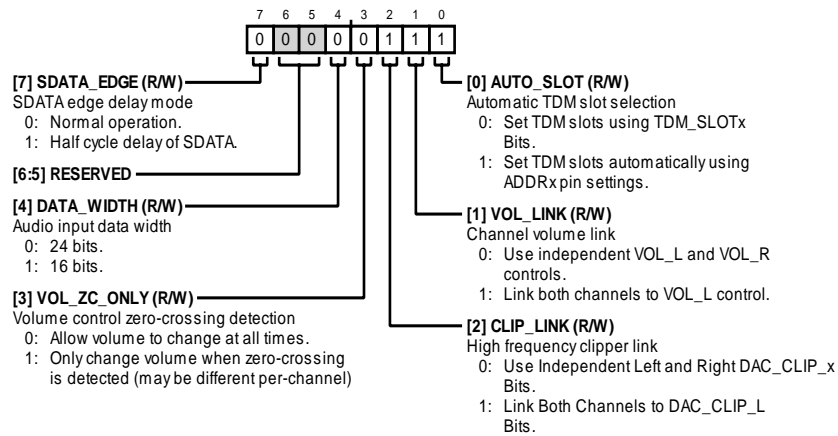 7 6 5 4 3 2 1 0
0 0 0 0 0 1 1 1
[7] SDATA_EDGE (R/W)
SDATA edge delay mode
0: Normal operation.
1: Half cycle delay of SDATA.
[6:5] RESERVED
[4] DATA_WIDTH (R/W)
Audio input data width
0: 24 bits.
1: 16 bits.
[3] VOL_ZC_ONLY (R/W)
Volume control zero-crossing detection
0: Allow volume to change at all times.
1: Only change volume when zero-crossing
is detected (may be different per-channel)
[0] AUTO_SLOT (R/W)
Automatic TDM slot selection
0: Set TDM slots using TDM_SLOTx
Bits.
1: Set TDM slots automatically using
ADDRx pin settings.
[1] VOL_LINK (R/W)
Channel volume link
0: Use independent VOL_L and VOL_R
controls.
1: Link both channels to VOL_L control.
[2] CLIP_LINK (R/W)
High frequency clipper link
0: Use Independent Left and Right DAC_CLIP_x
Bits.
1: Link Both Channels to DAC_CLIP_L
Bits.